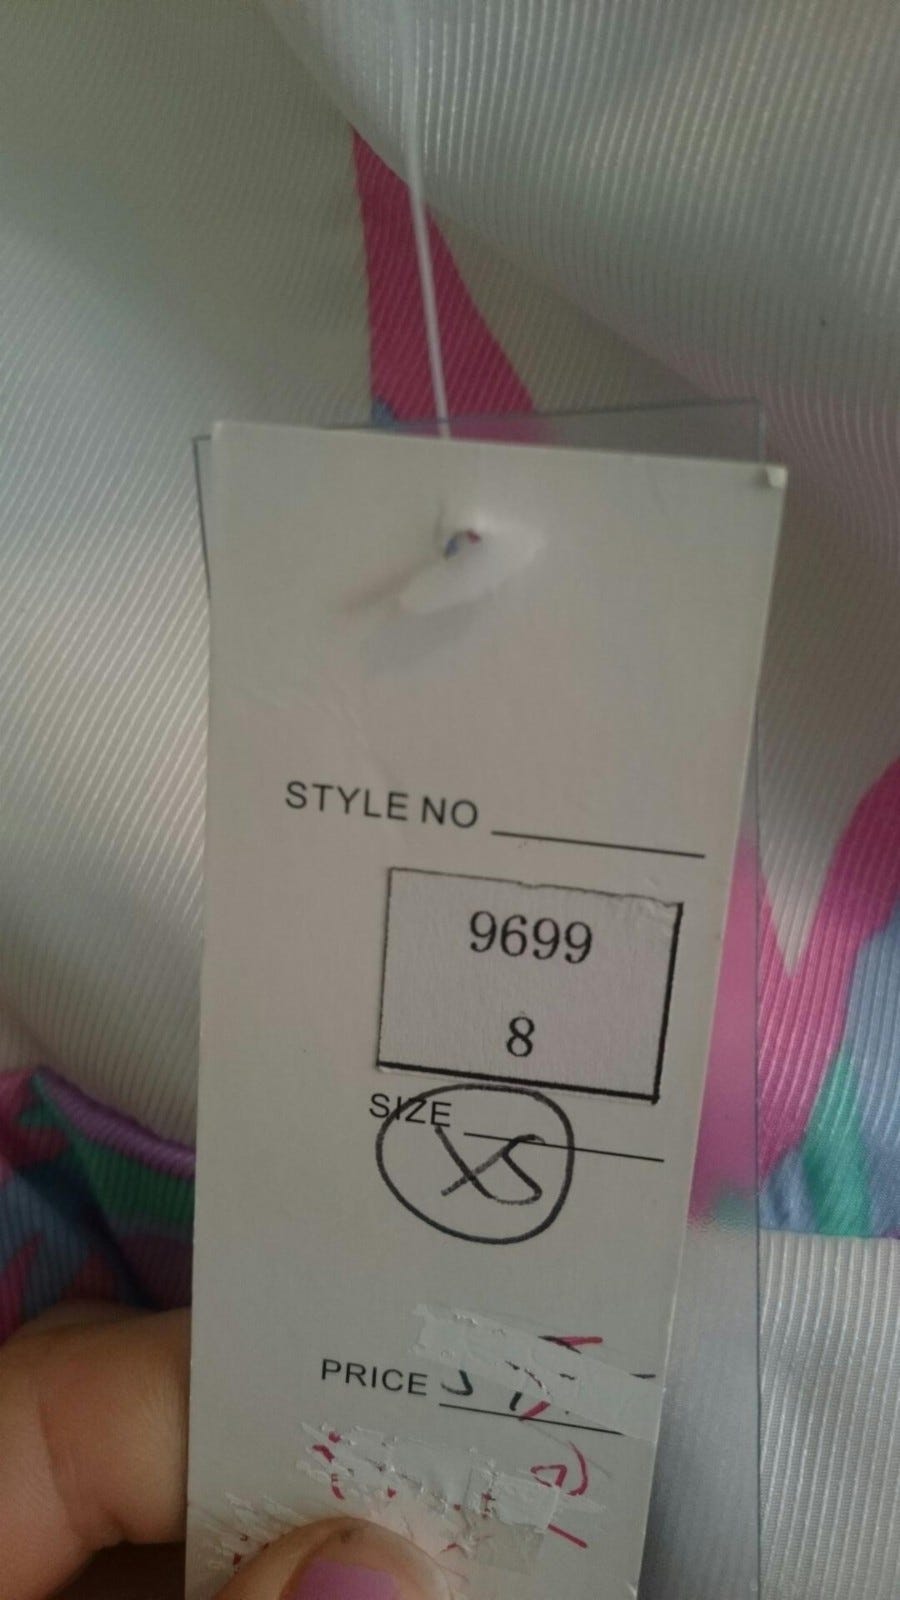 STYLE NO
9699
8
SIZE
XS
PRICE